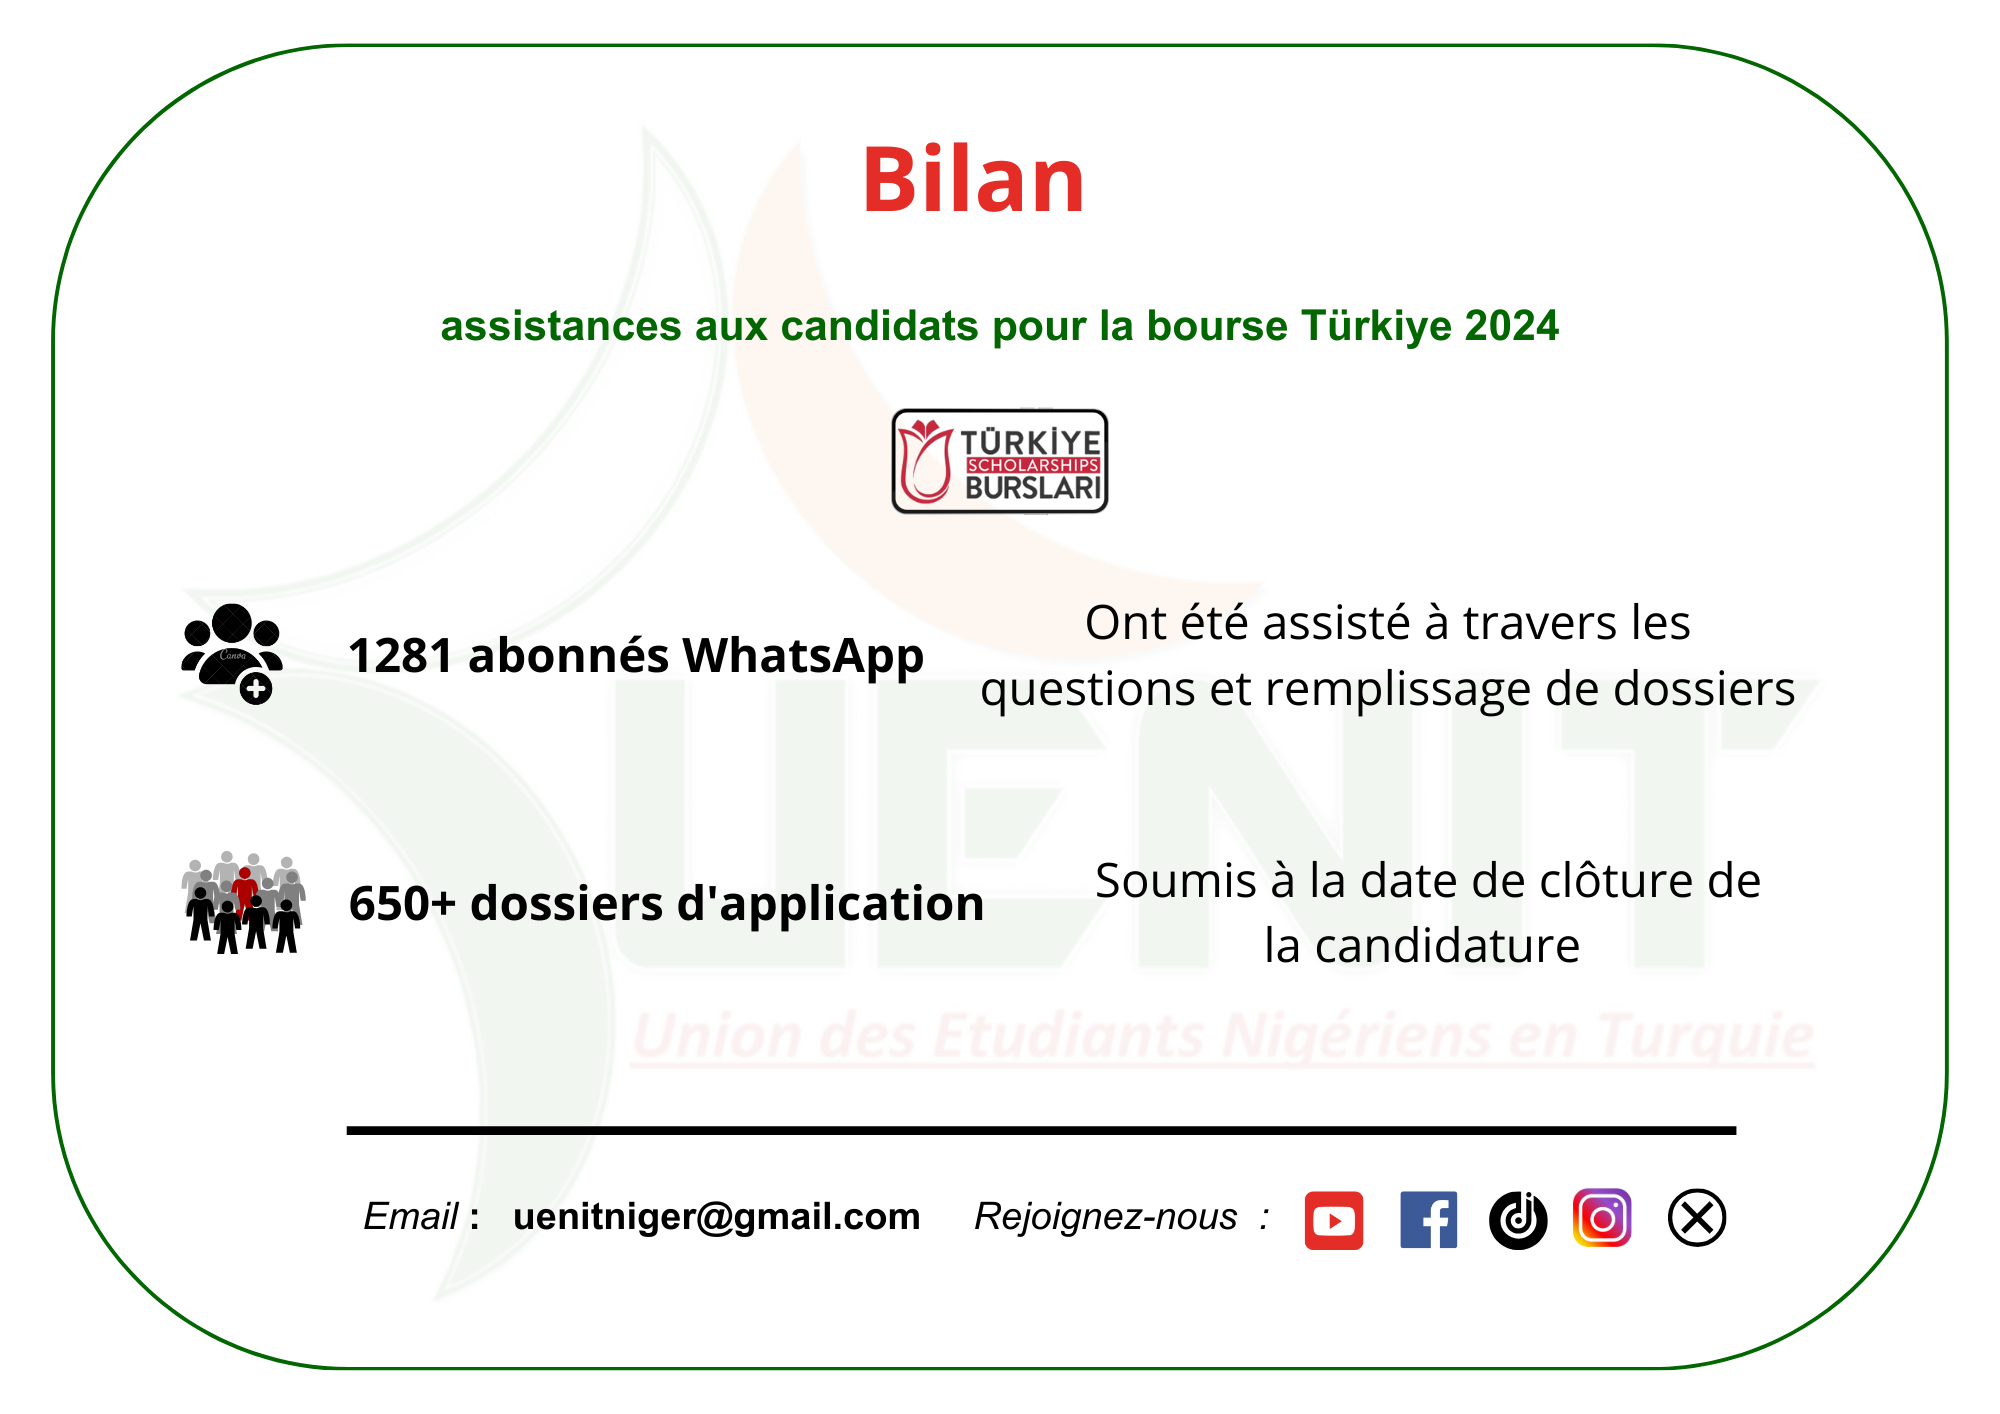 Bilan
assistances aux candidats pour la bourse Türkiye 2024
TÜRKİYE
SCHOLARSHIPS
BURSLARI
1281 abonnés WhatsApp
Ont été assisté à travers les
questions et remplissage de dossiers
Canva
650+ dossiers d'application
Soumis à la date de clôture de
la candidature
UENIT
Union des Etudiants Nigériens en Turquie
Email : uenitniger@gmail.com Rejoignez-nous :